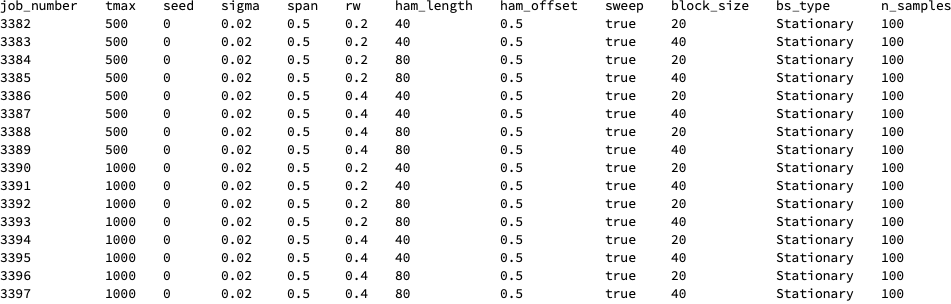 job_number tmax seed sigma span rw ham_length ham_offset sweep block_size bs_type n_samples
3382 500 0 0.02 0.5 0.2 40 0.5 true 20 Stationary 100
3383 500 0 0.02 0.5 0.2 40 0.5 true 40 Stationary 100
3384 500 0 0.02 0.5 0.2 80 0.5 true 20 Stationary 100
3385 500 0 0.02 0.5 0.2 80 0.5 true 40 Stationary 100
3386 500 0 0.02 0.5 0.4 40 0.5 true 20 Stationary 100
3387 500 0 0.02 0.5 0.4 40 0.5 true 40 Stationary 100
3388 500 0 0.02 0.5 0.4 80 0.5 true 20 Stationary 100
3389 500 0 0.02 0.5 0.4 80 0.5 true 40 Stationary 100
3390 1000 0 0.02 0.5 0.2 40 0.5 true 20 Stationary 100
3391 1000 0 0.02 0.5 0.2 40 0.5 true 40 Stationary 100
3392 1000 0 0.02 0.5 0.2 80 0.5 true 20 Stationary 100
3393 1000 0 0.02 0.5 0.2 80 0.5 true 40 Stationary 100
3394 1000 0 0.02 0.5 0.4 40 0.5 true 20 Stationary 100
3395 1000 0 0.02 0.5 0.4 40 0.5 true 40 Stationary 100
3396 1000 0 0.02 0.5 0.4 80 0.5 true 20 Stationary 100
3397 1000 0 0.02 0.5 0.4 80 0.5 true 40 Stationary 100